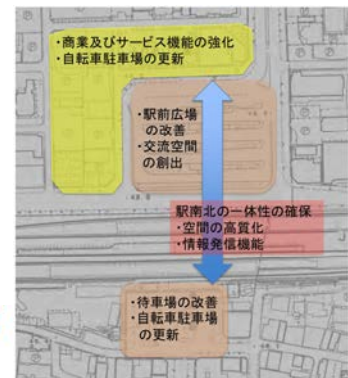 ・商業及びサービス機能の強化
・自転車駐車場の更新
・駅前広場
の改善
・交流空間
の創出
駅南北の一体性の確保
・空間の高質化
・情報発信機能
・待車場の改善
・自転車駐車場
の更新